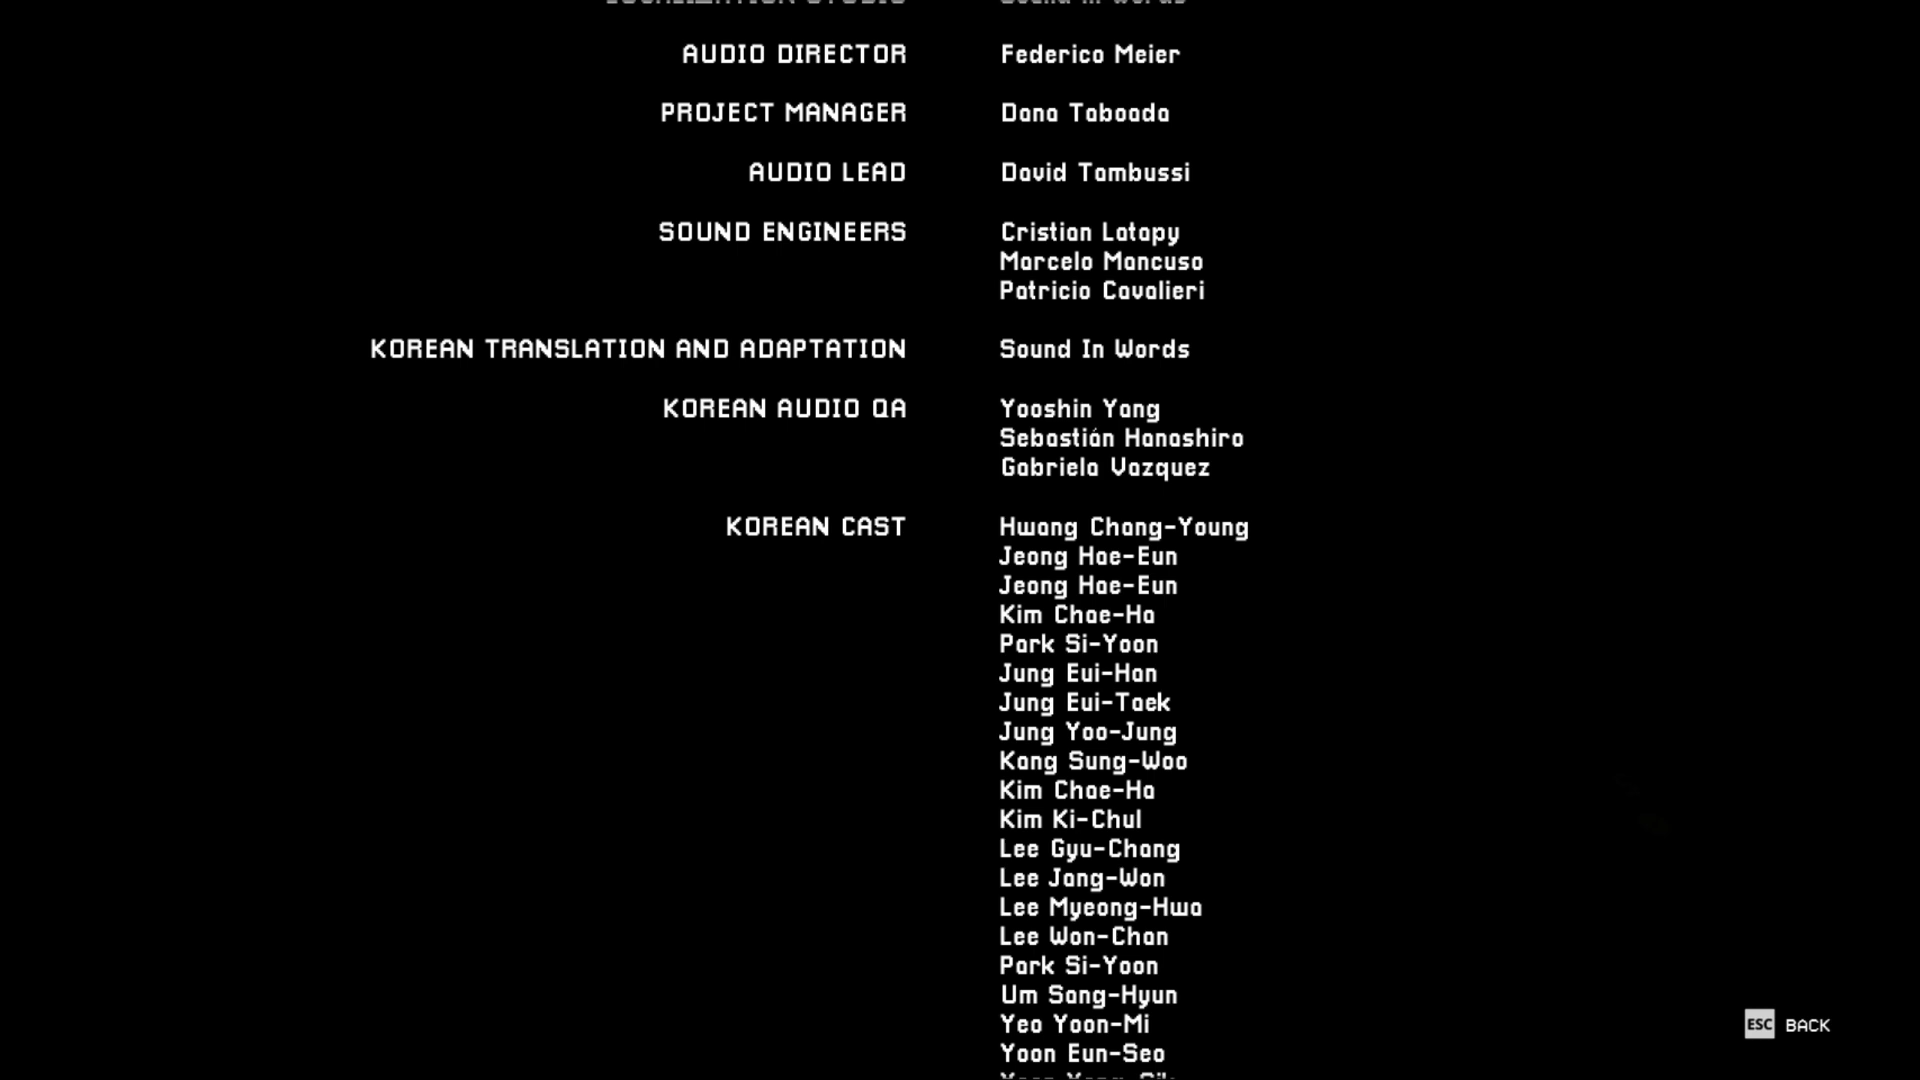 Sound In Words
AUDIO DIRECTOR Federico Meier
PROJECT MANAGER Dana Taboada
AUDIO LEAD David Tambussi
SOUND ENGINEERS Cristian Latapy
Marcelo Mancuso
Patricio Cavalieri
KOREAN TRANSLATION AND ADAPTATION Sound In Words
KOREAN AUDIO QA Yooshin Yang
Sebastián Hanashiro
Gabriela Vazquez
KOREAN CAST Hwang Chang-Young
Jeong Hae-Eun
Jeong Hae-Eun
Kim Chae-Ha
Park Si-Yoon
Jung Eui-Han
Jung Eui-Taek
Jung Yoo-Jung
Kang Sung-Woo
Kim Chae-Ha
Kim Ki-Chul
Lee Gyu-Chang
Lee Jang-Won
Lee Myeong-Hwa
Lee Won-Chan
Park Si-Yoon
Um Sang-Hyun
Yeo Yoon-Mi
Yoon Eun-Seo
ESC BACK